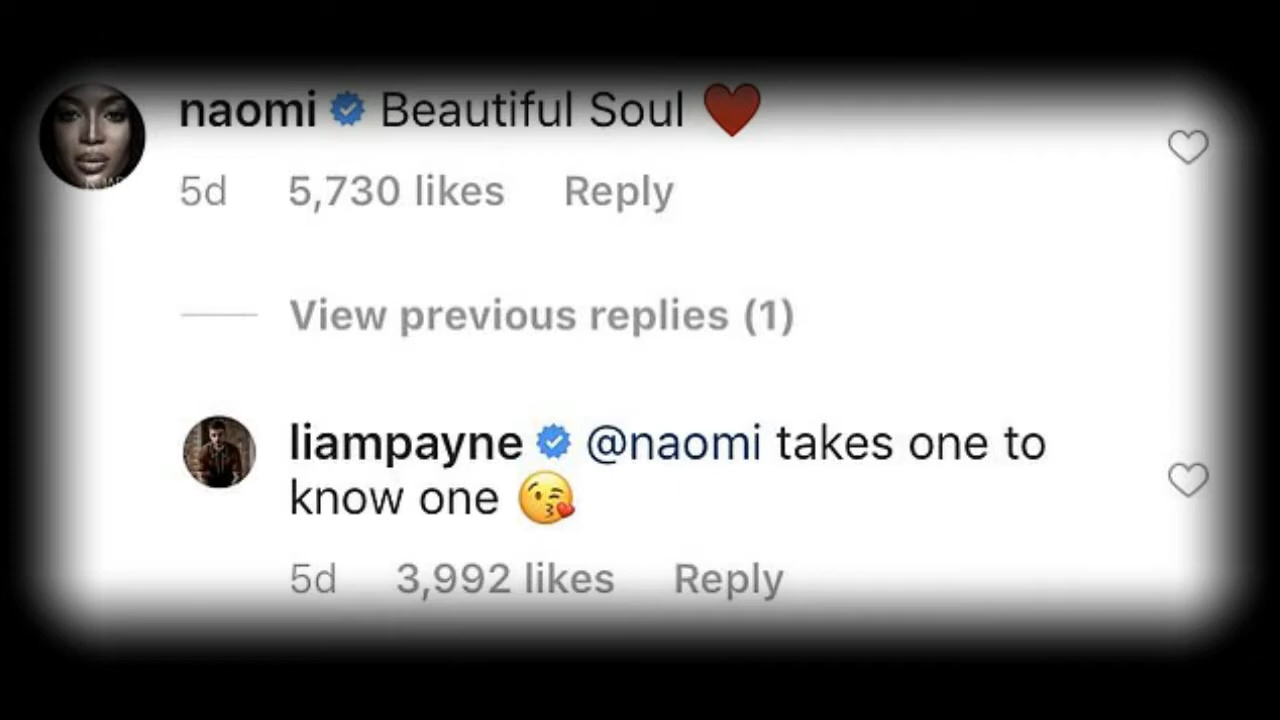 naomi Beautiful Soul ❤️
5d 5,730 likes Reply
View previous replies (1)
liampayne @naomi takes one to
know one 😘
5d 3,992 likes Reply